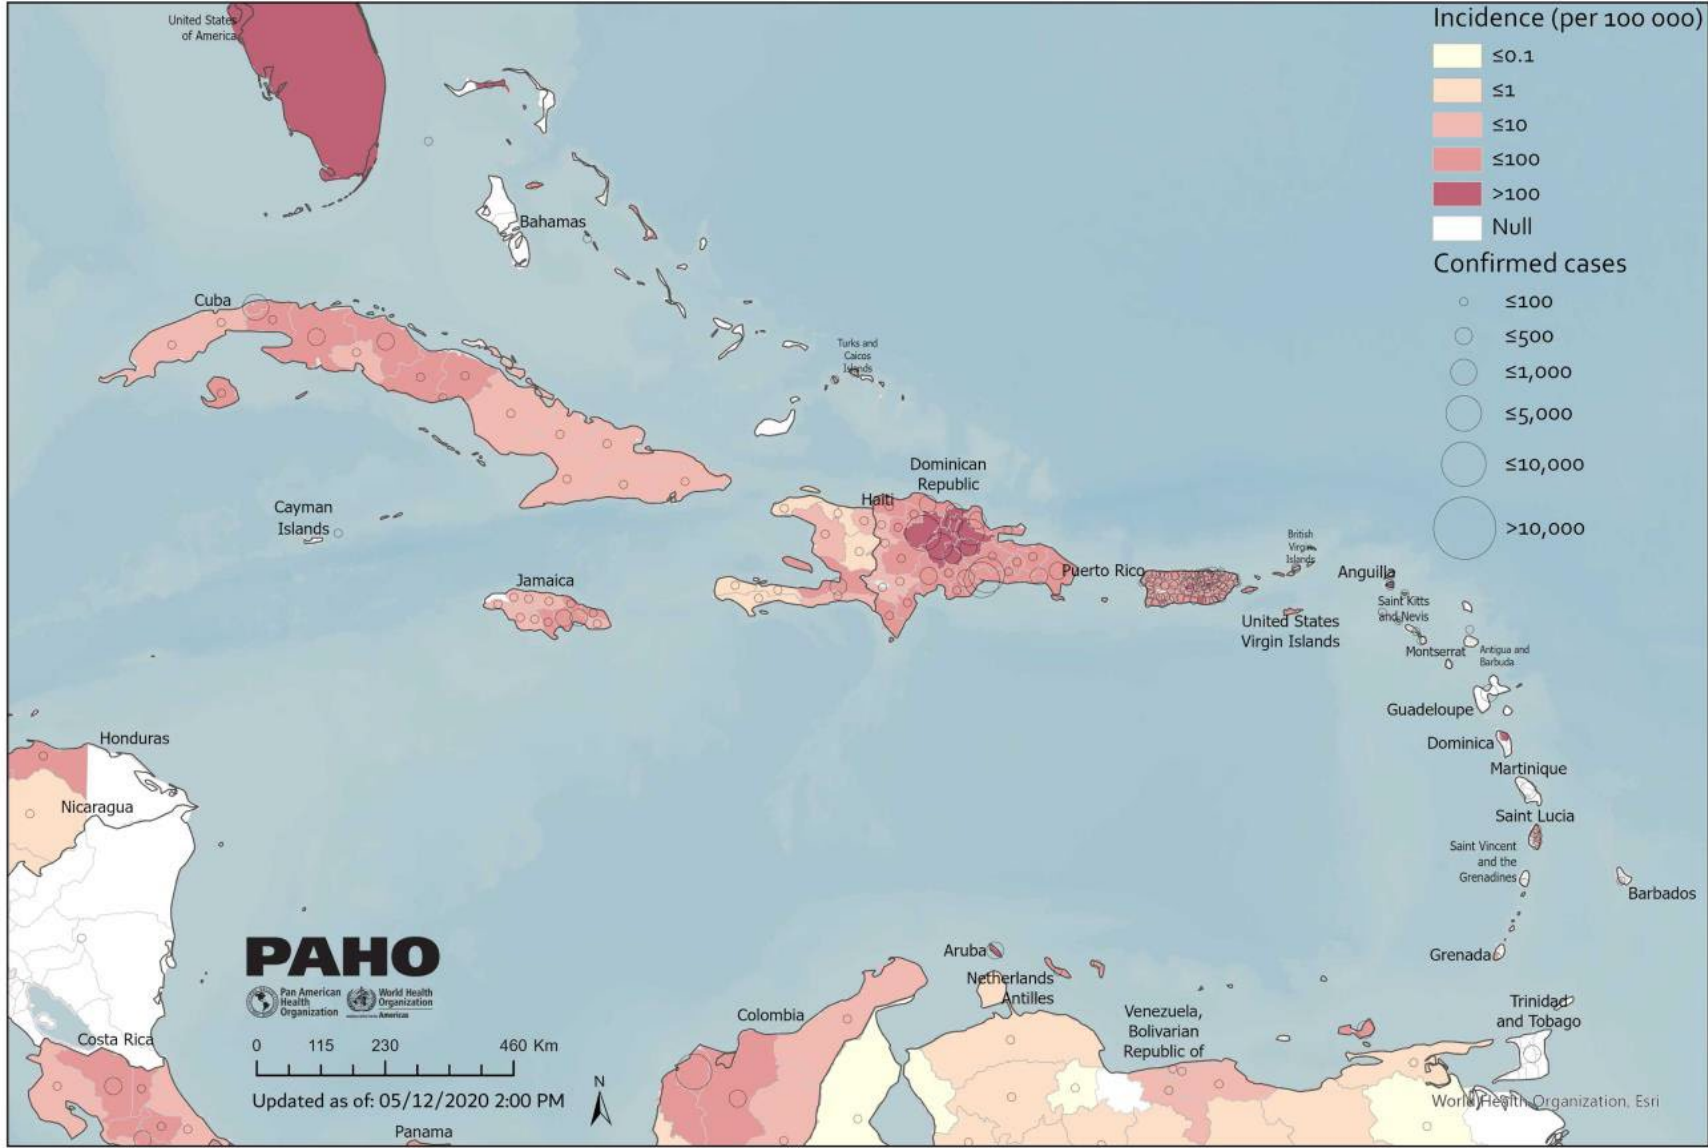 United States
of America
Incidence (per 100 000)
≤0.1
≤1
≤10
≤100
>100
Null
Confirmed cases
≤100
≤500
≤1,000
≤5,000
≤10,000
>10,000
Bahamas
Cuba
Turks and
Caicos
Islands
Dominican
Republic
Haiti
Cayman
Islands
Jamaica
Puerto Rico
British
Virgin
Islands
Anguilla
Saint Kitts
and Nevis
United States
Virgin Islands
Montserrat
Antigua and
Barbuda
Guadeloupe
Dominica
Martinique
Saint Lucia
Saint Vincent
and the
Grenadines
Barbados
Grenada
Honduras
Nicaragua
Costa Rica
PAHO
Pan American
Health
Organization
World Health
Organization
Americas
0 115 230 460 Km
Updated as of: 05/12/2020 2:00 PM
N
Panama
Colombia
Aruba
Netherlands
Antilles
Venezuela,
Bolivarian
Republic of
Trinidad
and Tobago
World Health Organization, Esri